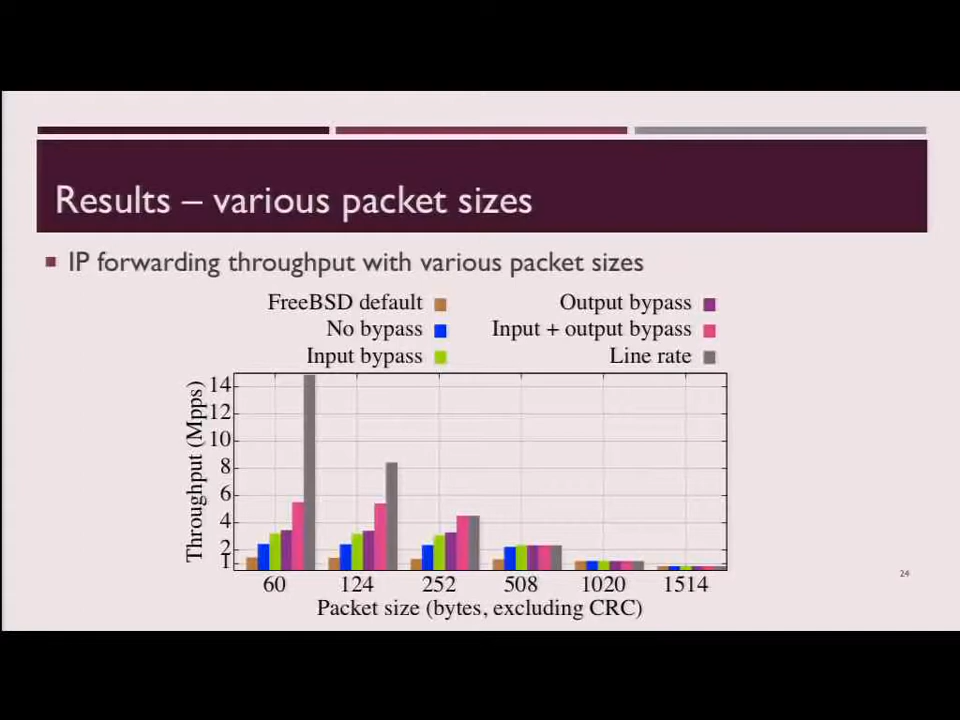 Results – various packet sizes
IP forwarding throughput with various packet sizes
FreeBSD default
Output bypass
No bypass
Input + output bypass
Input bypass
Line rate
Throughput (Mpps)
14
12
10
8
6
4
2
1
60 124 252 508 1020 1514
Packet size (bytes, excluding CRC)
24